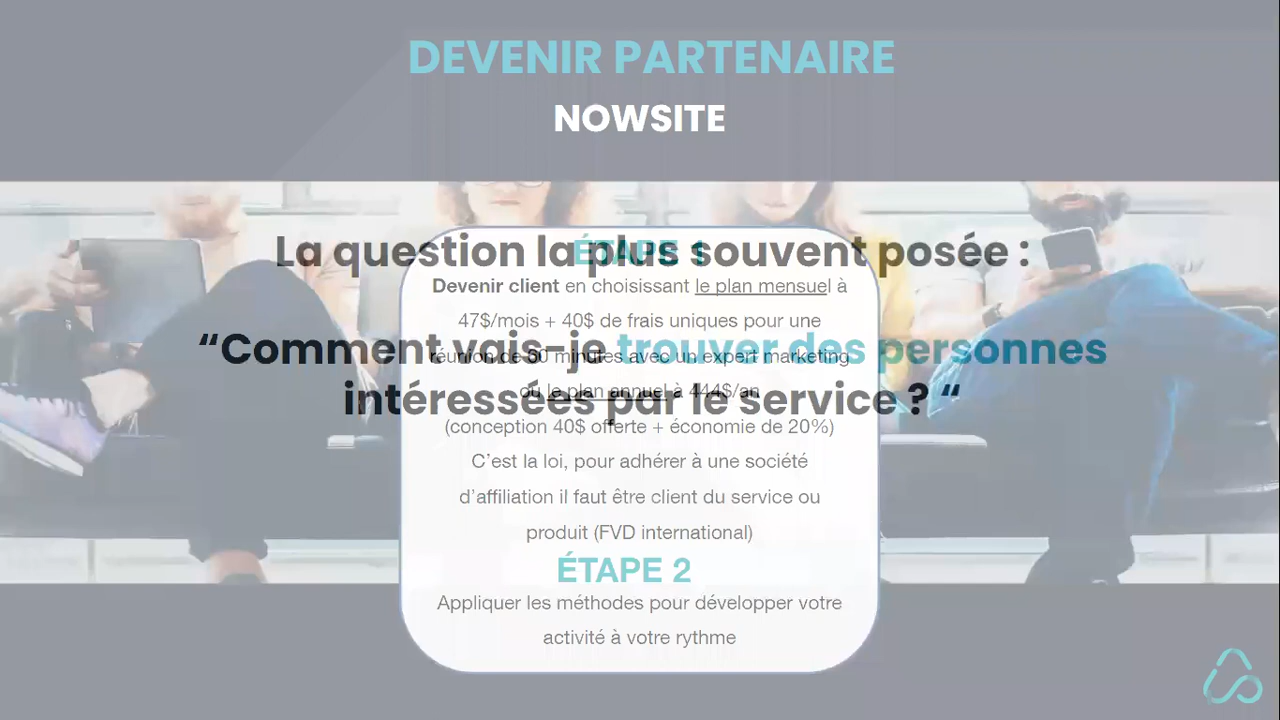 DEVENIR PARTENAIRE
NOWSITE
La question la plus souvent posée :
ÉTAPE 1
Devenir client en choisissant le plan mensuel à
47$/mois + 40$ de frais uniques pour une
“Comment vais-je trouver des personnes
réunion de 30 minutes avec un expert marketing
ou le plan annuel à 444$/an
intéressées par le service ? “
(conception 40$ offerte + économie de 20%)
C’est la loi, pour adhérer à une société
d’affiliation il faut être client du service ou
produit (FVD international)
ÉTAPE 2
Appliquer les méthodes pour développer votre
activité à votre rythme